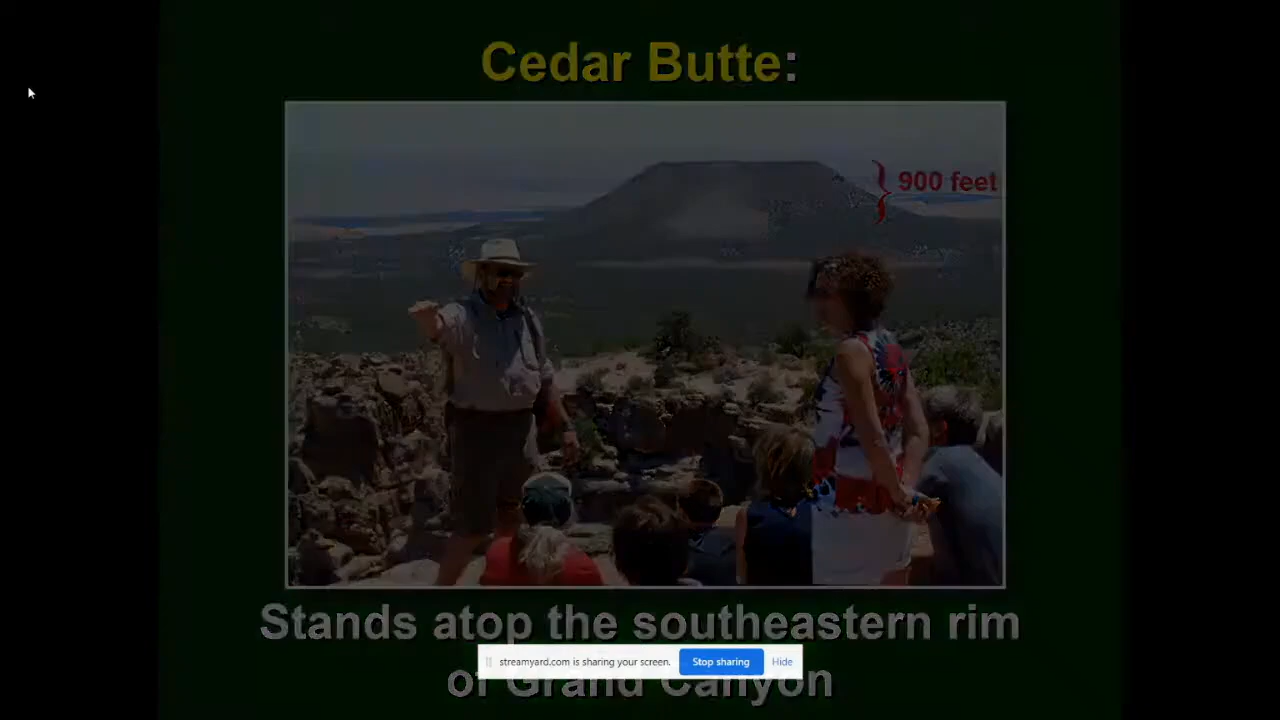 Cedar Butte:
900 feet
Stands atop the southeastern rim
streamyard.com is sharing your screen. Stop sharing Hide
of Grand Canyon